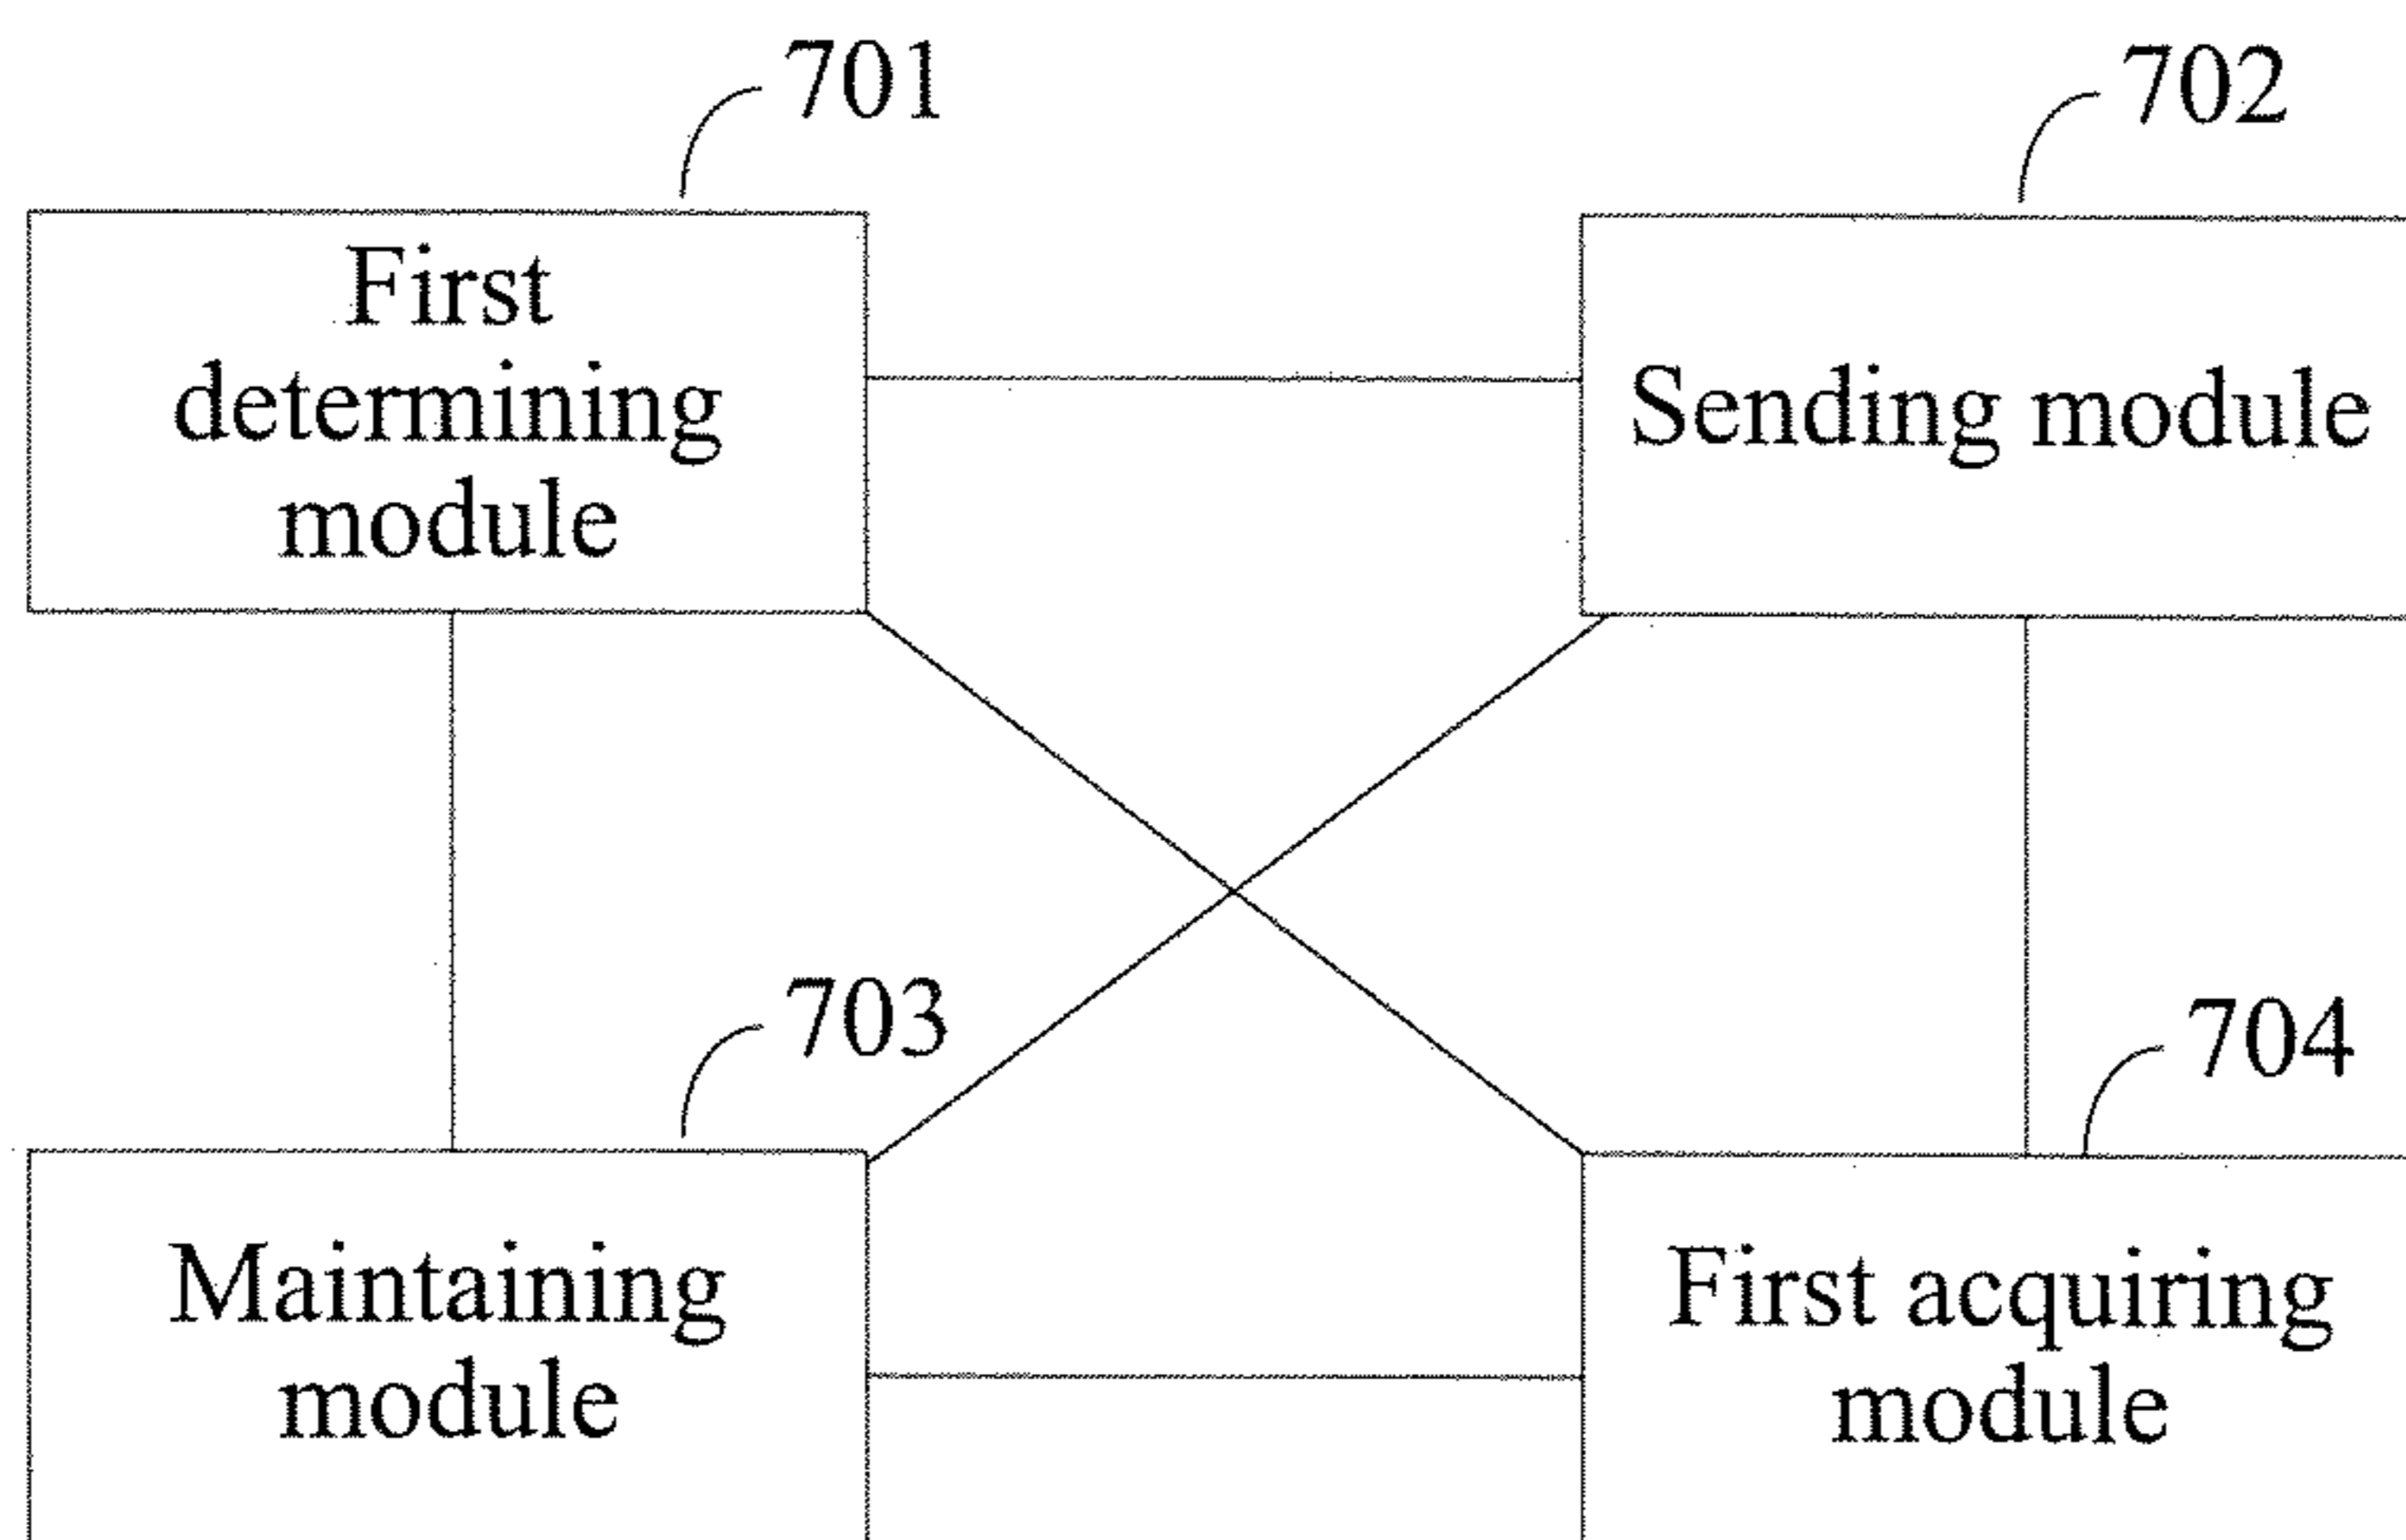 701
702
First
determining
module
Sending module
703
704
Maintaining
module
First acquiring
module